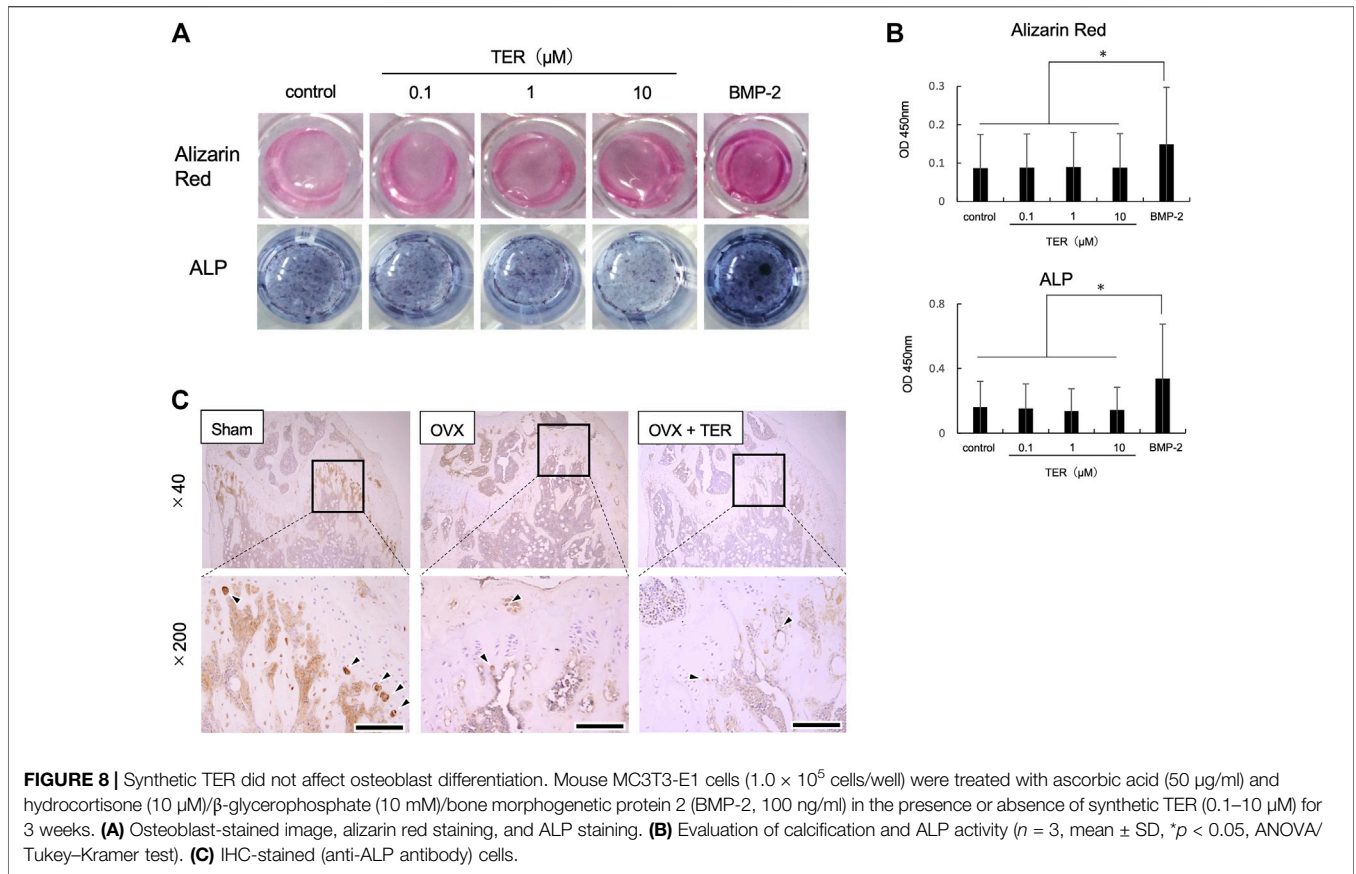 A
TER (μM)
control 0.1 1 10 BMP-2
Alizarin
Red
ALP
B
Alizarin Red
*
0.3
0.2
0.1
0
OD 450nm
control 0.1 1 10 BMP-2
TER (μM)
ALP
*
0.8
0.4
0
OD 450nm
control 0.1 1 10 BMP-2
TER (μM)
C
Sham OVX OVX + TER
×40
×200
FIGURE 8 | Synthetic TER did not affect osteoblast differentiation. Mouse MC3T3-E1 cells (1.0 × 10⁵ cells/well) were treated with ascorbic acid (50 μg/ml) and
hydrocortisone (10 μM)/β-glycerophosphate (10 mM)/bone morphogenetic protein 2 (BMP-2, 100 ng/ml) in the presence or absence of synthetic TER (0.1–10 μM) for
3 weeks. (A) Osteoblast-stained image, alizarin red staining, and ALP staining. (B) Evaluation of calcification and ALP activity (n = 3, mean ± SD, *p < 0.05, ANOVA/
Tukey–Kramer test). (C) IHC-stained (anti-ALP antibody) cells.